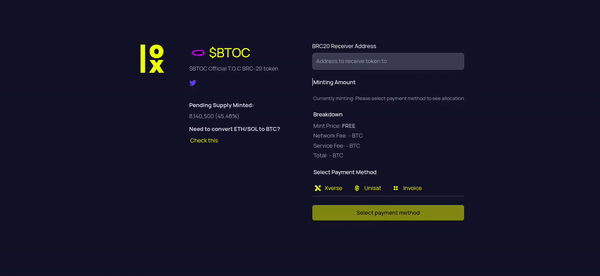 lox
$BTOC
$BTOC Official T.O.C BRC-20 token
Pending Supply Minted:
8,140,500 (45.48%)
Need to convert ETH/SOL to BTC?
Check this
BRC20 Receiver Address
Address to receive token to
Minting Amount
Currently minting. Please select payment method to see allocation
Breakdown
Mint Price: FREE
Network Fee: - BTC
Service Fee: - BTC
Total: - BTC
Select Payment Method
Xverse Unisat Invoice
Select payment method